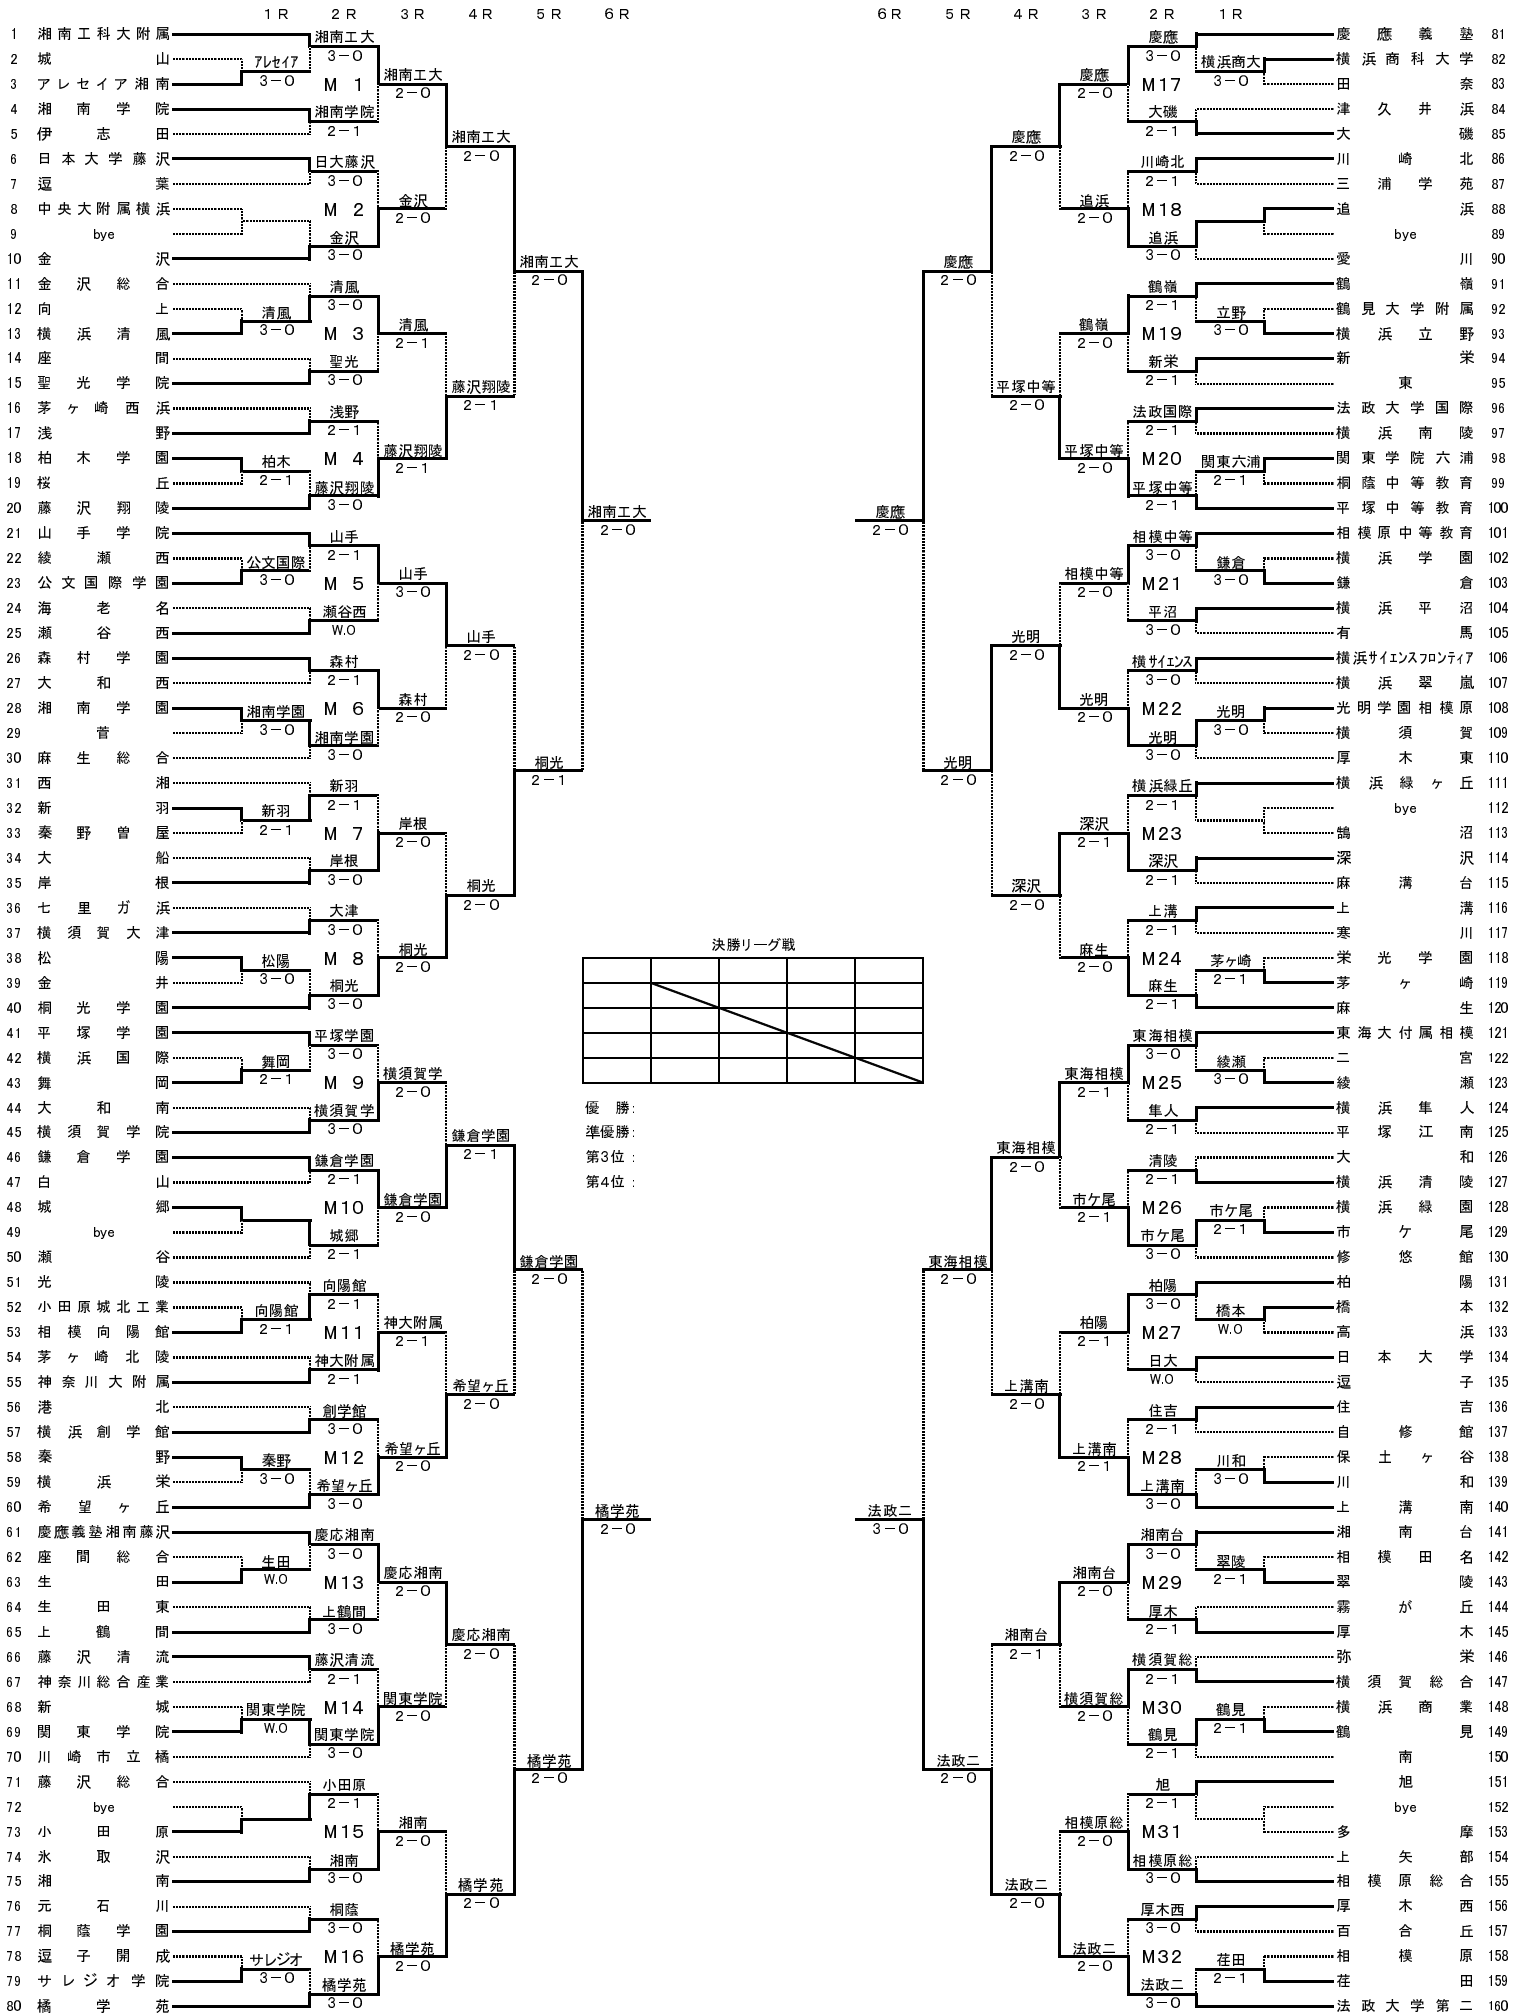 1R 2R 3R 4R 5R 6R 6R 5R 4R 3R 2R 1R
1 湘南工科大附属
2 城山
3 アレセイア湘南
4 湘南学院
5 伊志田
6 日本大学藤沢
7 逗葉
8 中央大附属横浜
9 bye
10 金沢
11 金沢総合
12 向上
13 横浜清風
14 座間
15 聖光学院
16 茅ヶ崎西浜
17 浅野
18 柏木学園
19 桜丘
20 藤沢翔陵
21 山手学院
22 綾瀬西
23 公文国際学園
24 海老名
25 瀬谷西
26 森村学園
27 大和西
28 湘南学園
29 菅
30 麻生総合
31 西湘
32 新羽
33 秦野曽屋
34 大船
35 岸根
36 七里ガ浜
37 横須賀大津
38 松陽
39 金井
40 桐光学園
41 平塚学園
42 横浜国際
43 舞岡
44 大和南
45 横須賀学院
46 鎌倉学園
47 白山
48 城郷
49 bye
50 瀬谷
51 光陵
52 小田原城北工業
53 相模向陽館
54 茅ヶ崎北陵
55 神奈川大附属
56 港北
57 横浜創学館
58 秦野
59 横浜栄
60 希望ヶ丘
61 慶應義塾湘南藤沢
62 座間総合
63 生田
64 生田東
65 上鶴間
66 藤沢清流
67 神奈川総合産業
68 新城
69 関東学院
70 川崎市立橘
71 藤沢総合
72 bye
73 小田原
74 氷取沢
75 湘南
76 元石川
77 桐蔭学園
78 逗子開成
79 サレジオ学院
80 橘学苑
アレセイア 3-0
清風 3-0
柏木 2-1
公文国際 3-0
湘南学園 3-0
新羽 2-1
松陽 3-0
舞岡 2-1
向陽館 2-1
秦野 3-0
生田 W.O
関東学院 W.O
サレジオ 3-0
湘南工大 3-0
M 1
湘南学院 2-1
日大藤沢 3-0
M 2
金沢 3-0
清風 3-0
M 3
聖光 3-0
浅野 2-1
M 4
藤沢翔陵 3-0
山手 2-1
M 5
瀬谷西 W.O
森村 2-1
M 6
湘南学園 3-0
新羽 2-1
M 7
岸根 3-0
大津 3-0
M 8
桐光 3-0
平塚学園 3-0
M 9
横須賀学 3-0
鎌倉学園 2-1
M10
城郷 2-1
向陽館 2-1
M11
神大附属 2-1
創学館 3-0
M12
希望ヶ丘 3-0
慶応湘南 3-0
M13
上鶴間 3-0
藤沢清流 2-1
M14
関東学院 3-0
小田原 2-1
M15
湘南 3-0
桐蔭 3-0
M16
橘学苑 3-0
湘南工大 2-0
金沢 2-0
清風 2-1
藤沢翔陵 2-1
山手 3-0
森村 2-0
岸根 2-0
桐光 2-0
横須賀学 2-0
鎌倉学園 2-0
神大附属 2-1
希望ヶ丘 2-0
慶応湘南 2-0
関東学院 2-0
湘南 2-0
橘学苑 2-0
湘南工大 2-0
藤沢翔陵 2-1
山手 2-0
桐光 2-0
鎌倉学園 2-1
希望ヶ丘 2-0
慶応湘南 2-0
橘学苑 2-0
湘南工大 2-0
桐光 2-1
鎌倉学園 2-0
橘学苑 2-0
湘南工大 2-0
橘学苑 2-0
決勝リーグ戦
優 勝:
準優勝:
第3位 :
第4位 :
慶應 2-0
法政二 3-0
慶應 2-0
光明 2-0
東海相模 2-0
法政二 2-0
慶應 2-0
平塚中等 2-0
光明 2-0
深沢 2-0
東海相模 2-0
上溝南 2-0
湘南台 2-1
法政二 2-0
慶應 2-0
追浜 2-0
鶴嶺 2-0
平塚中等 2-0
相模中等 2-0
光明 2-0
深沢 2-1
麻生 2-0
東海相模 2-1
市ケ尾 2-1
柏陽 2-1
上溝南 2-1
湘南台 2-0
横須賀総 2-0
相模原総 2-0
法政二 2-0
慶應 3-0
M17
大磯 2-1
川崎北 2-1
M18
追浜 3-0
鶴嶺 2-1
M19
新栄 2-1
法政国際 2-1
M20
平塚中等 2-1
相模中等 3-0
M21
平沼 3-0
横サイエンス 3-0
M22
光明 3-0
横浜緑丘 2-1
M23
深沢 2-1
上溝 2-1
M24
麻生 2-1
東海相模 3-0
M25
隼人 2-1
清陵 2-1
M26
市ケ尾 3-0
柏陽 3-0
M27
日大 W.O
住吉 2-1
M28
上溝南 3-0
湘南台 3-0
M29
厚木 2-1
横須賀総 2-1
M30
鶴見 2-1
旭 2-1
M31
相模原総 3-0
厚木西 3-0
M32
法政二 3-0
横浜商大 3-0
立野 3-0
関東六浦 2-1
鎌倉 3-0
光明 3-0
茅ヶ崎 2-1
綾瀬 3-0
市ケ尾 2-1
橋本 W.O
川和 3-0
翠陵 2-1
鶴見 2-1
荏田 2-1
慶應義塾 81
横浜商科大学 82
田奈 83
津久井浜 84
大磯 85
川崎北 86
三浦学苑 87
追浜 88
bye 89
愛川 90
鶴嶺 91
鶴見大学附属 92
横浜立野 93
新栄 94
東 95
法政大学国際 96
横浜南陵 97
関東学院六浦 98
桐蔭中等教育 99
平塚中等教育 100
相模原中等教育 101
横浜学園 102
鎌倉 103
横浜平沼 104
有馬 105
横浜サイエンスフロンティア 106
横浜翠嵐 107
光明学園相模原 108
横須賀 109
厚木東 110
横浜緑ヶ丘 111
bye 112
鵠沼 113
深沢 114
麻溝台 115
上溝 116
寒川 117
栄光学園 118
茅ヶ崎 119
麻生 120
東海大付属相模 121
二宮 122
綾瀬 123
横浜隼人 124
平塚江南 125
大和 126
横浜清陵 127
横浜緑園 128
市ケ尾 129
修悠館 130
柏陽 131
橋本 132
高浜 133
日本大学 134
逗子 135
住吉 136
自修館 137
保土ヶ谷 138
川和 139
上溝南 140
湘南台 141
相模田名 142
翠陵 143
霧が丘 144
厚木 145
弥栄 146
横須賀総合 147
横浜商業 148
鶴見 149
南 150
旭 151
bye 152
多摩 153
上矢部 154
相模原総合 155
厚木西 156
百合丘 157
相模原 158
荏田 159
法政大学第二 160